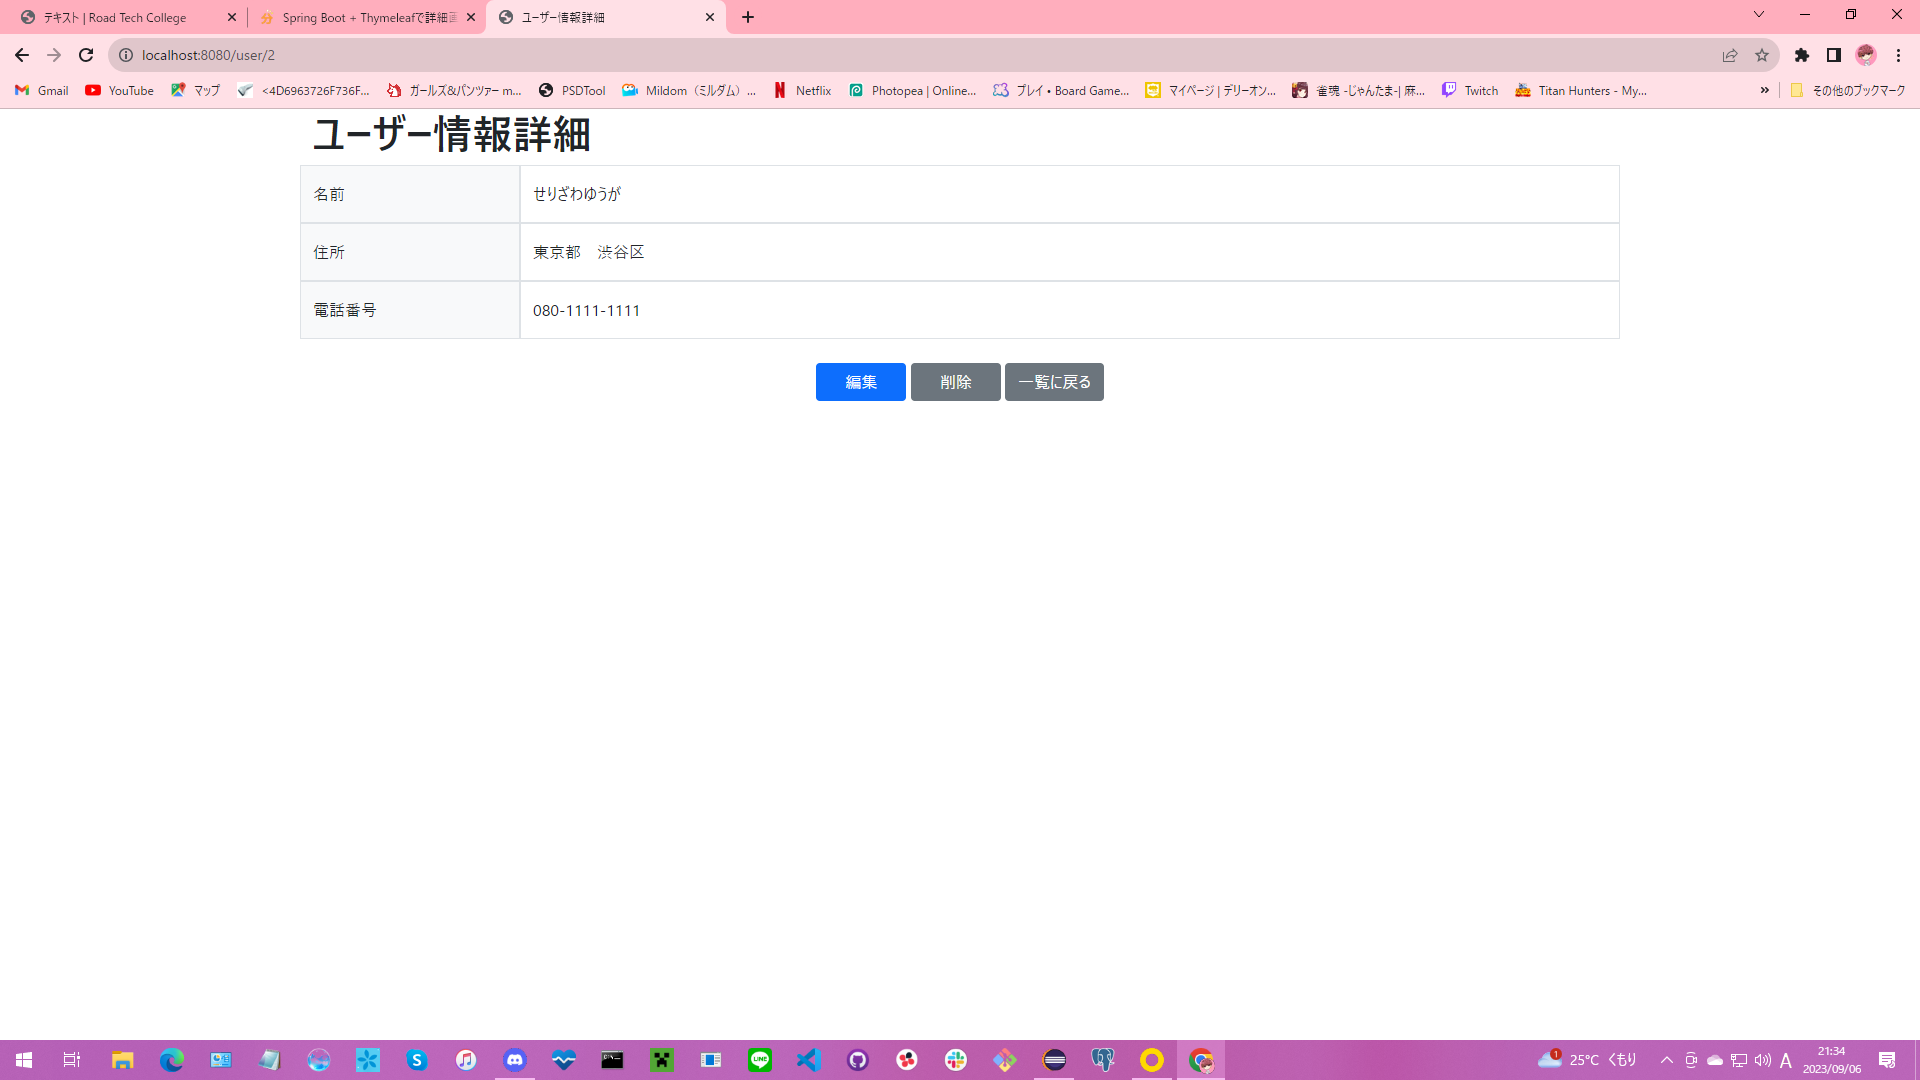 テキスト | Road Tech College
Spring Boot + Thymeleafで詳細画
ユーザー情報詳細
localhost:8080/user/2
Gmail
YouTube
マップ
<4D6963726F736F...
ガールズ&パンツァー m...
PSDTool
Mildom（ミルダム）...
Netflix
Photopea | Online...
プレイ • Board Game...
マイページ | デリーオン...
雀魂 -じゃんたま-| 麻...
Twitch
Titan Hunters - My...
»
その他のブックマーク
ユーザー情報詳細
名前 せりざわゆうが
住所 東京都　渋谷区
電話番号 080-1111-1111
編集 削除 一覧に戻る
25°C くもり
A
21:34
2023/09/06